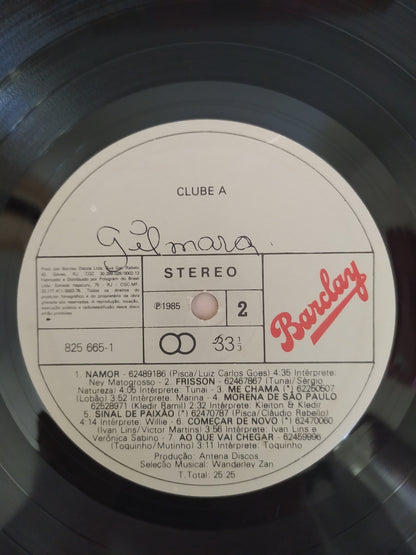 CLUBE A
Gilmara.
STEREO
℗1985
2
825 665-1
33 1/3
Barclay
1. NAMOR - 62489186 (Pisca/Luiz Carlos Goes) 4:35 Intérprete:
Ney Matogrosso - 2. FRISSON - 62467867 (Tunai/Sérgio
Natureza) 4:05 Intérprete: Tunai - 3. ME CHAMA (*) 62250507
(Lobão) 3:52 Intérprete: Marina - 4. MORENA DE SÃO PAULO
62528971 (Kledir Barnil) 2:32 Intérprete: Kleiton & Kledir
5. SINAL DE PAIXÃO (*) 62470787 (Pisca/Cláudio Rabello)
4:14 Intérprete: Willie - 6. COMEÇAR DE NOVO (*) 62470060
(Ivan Lins/Victor Martins) 3:56 Intérprete: Ivan Lins e
Verônica Sabino - 7. AO QUE VAI CHEGAR - 62459996
(Toquinho/Mutinho) 3:11 Intérprete: Toquinho
Produção: Antena Discos
Seleção Musical: Wanderley Zan
T. Total: 25:25